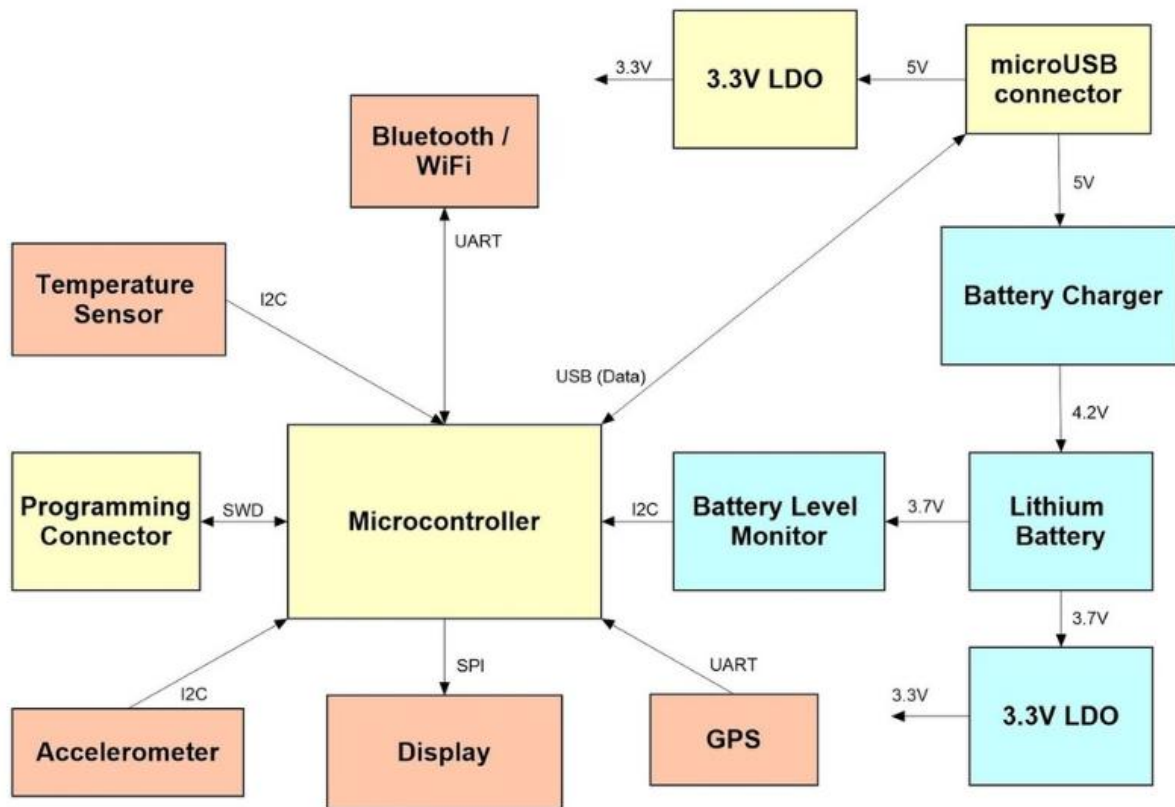 3.3V
3.3V LDO
5V
microUSB
connector
Bluetooth /
WiFi
5V
UART
Temperature
Sensor
I2C
Battery Charger
USB (Data)
4.2V
Programming
Connector
SWD
Microcontroller
I2C
Battery Level
Monitor
3.7V
Lithium
Battery
3.7V
I2C
SPI
UART
3.3V
3.3V LDO
Accelerometer
Display
GPS